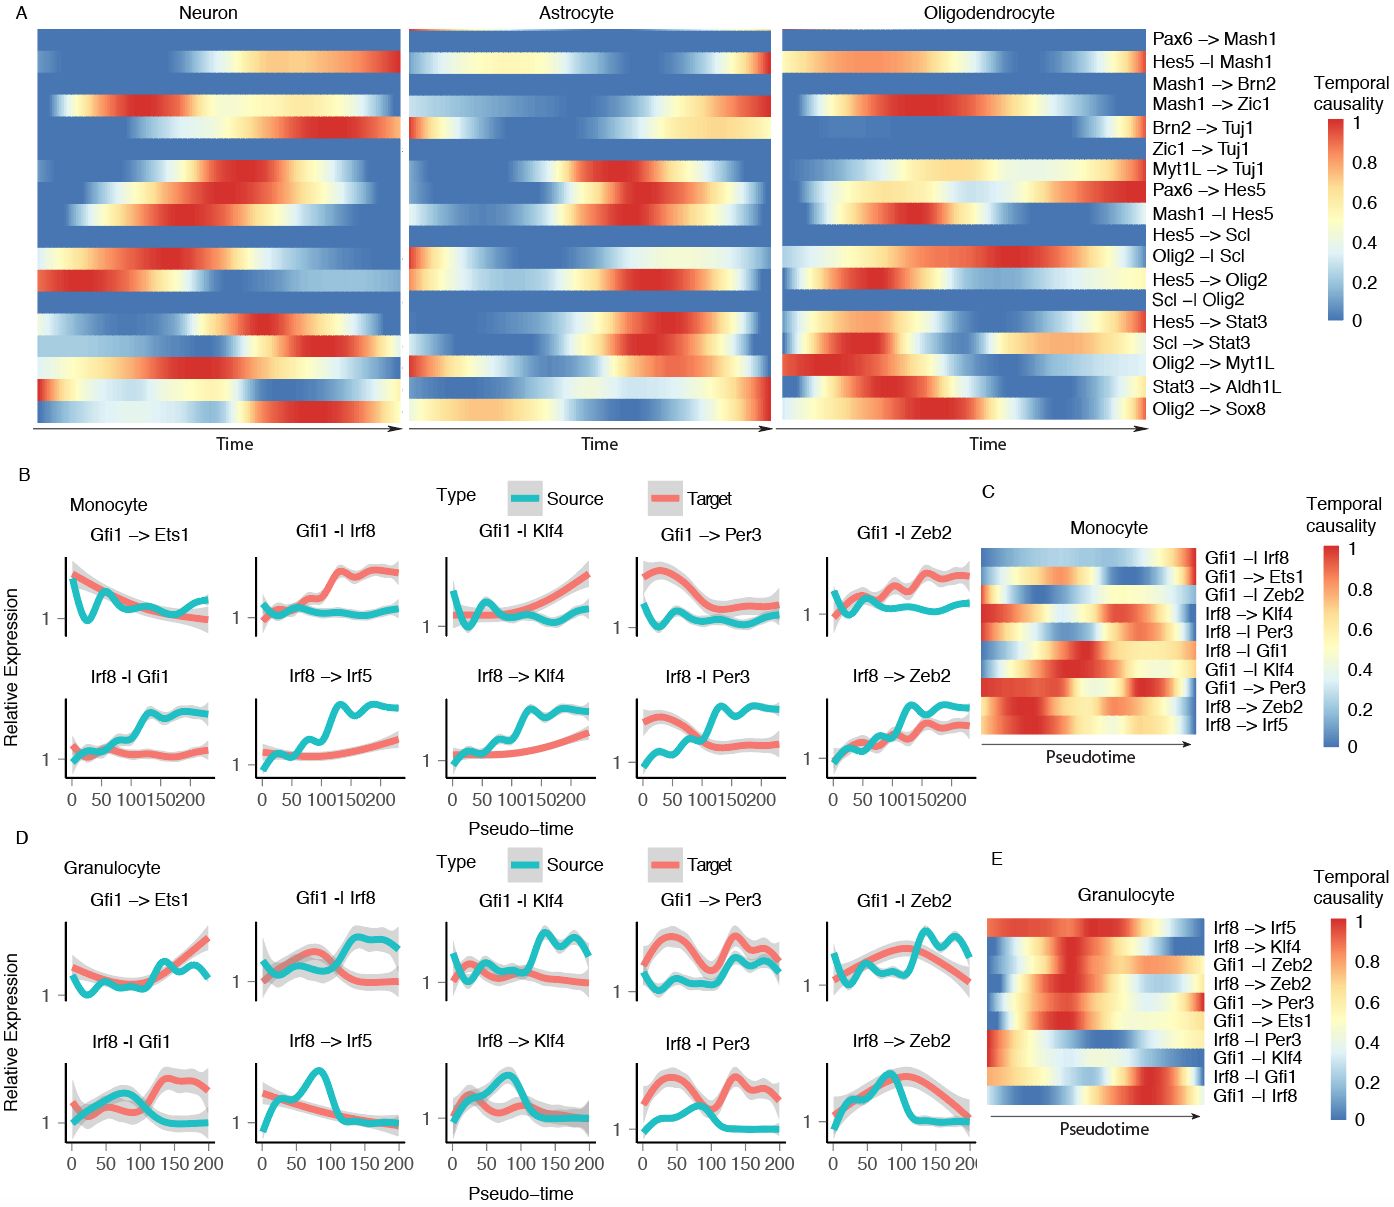 A
Neuron
Astrocyte
Oligodendrocyte
Pax6 –> Mash1
Hes5 –l Mash1
Mash1 –> Brn2
Mash1 –> Zic1
Brn2 –> Tuj1
Zic1 –> Tuj1
Myt1L –> Tuj1
Pax6 –> Hes5
Mash1 –l Hes5
Hes5 –> Scl
Olig2 –l Scl
Hes5 –> Olig2
Scl –l Olig2
Hes5 –> Stat3
Scl –> Stat3
Olig2 –> Myt1L
Stat3 –> Aldh1L
Olig2 –> Sox8
Temporal
causality
1
0.8
0.6
0.4
0.2
0
Time
Time
Time
B
Monocyte
Type
Source
Target
Gfi1 –> Ets1
Gfi1 -l Irf8
Gfi1 -l Klf4
Gfi1 –> Per3
Gfi1 -l Zeb2
1
1
1
1
1
Relative Expression
Irf8 -l Gfi1
Irf8 –> Irf5
Irf8 –> Klf4
Irf8 -l Per3
Irf8 –> Zeb2
1
1
1
1
1
0 50 100150200
0 50 100150200
0 50 100150200
0 50 100150200
0 50 100150200
Pseudo–time
C
Monocyte
Temporal
causality
Gfi1 –l Irf8
Gfi1 –> Ets1
Gfi1 –l Zeb2
Irf8 –> Klf4
Irf8 –l Per3
Irf8 –l Gfi1
Gfi1 –l Klf4
Gfi1 –> Per3
Irf8 –> Zeb2
Irf8 –> Irf5
1
0.8
0.6
0.4
0.2
0
Pseudotime
D
Granulocyte
Type
Source
Target
Gfi1 –> Ets1
Gfi1 -l Irf8
Gfi1 -l Klf4
Gfi1 –> Per3
Gfi1 -l Zeb2
1
1
1
1
1
Relative Expression
Irf8 -l Gfi1
Irf8 –> Irf5
Irf8 –> Klf4
Irf8 -l Per3
Irf8 –> Zeb2
1
1
1
1
1
0 50 100 150 200
0 50 100 150 200
0 50 100 150 200
0 50 100 150 200
0 50 100 150 20
Pseudo–time
E
Granulocyte
Temporal
causality
Irf8 –> Irf5
Irf8 –> Klf4
Gfi1 –l Zeb2
Irf8 –> Zeb2
Gfi1 –> Per3
Gfi1 –> Ets1
Irf8 –l Per3
Gfi1 –l Klf4
Irf8 –l Gfi1
Gfi1 –l Irf8
1
0.8
0.6
0.4
0.2
0
Pseudotime